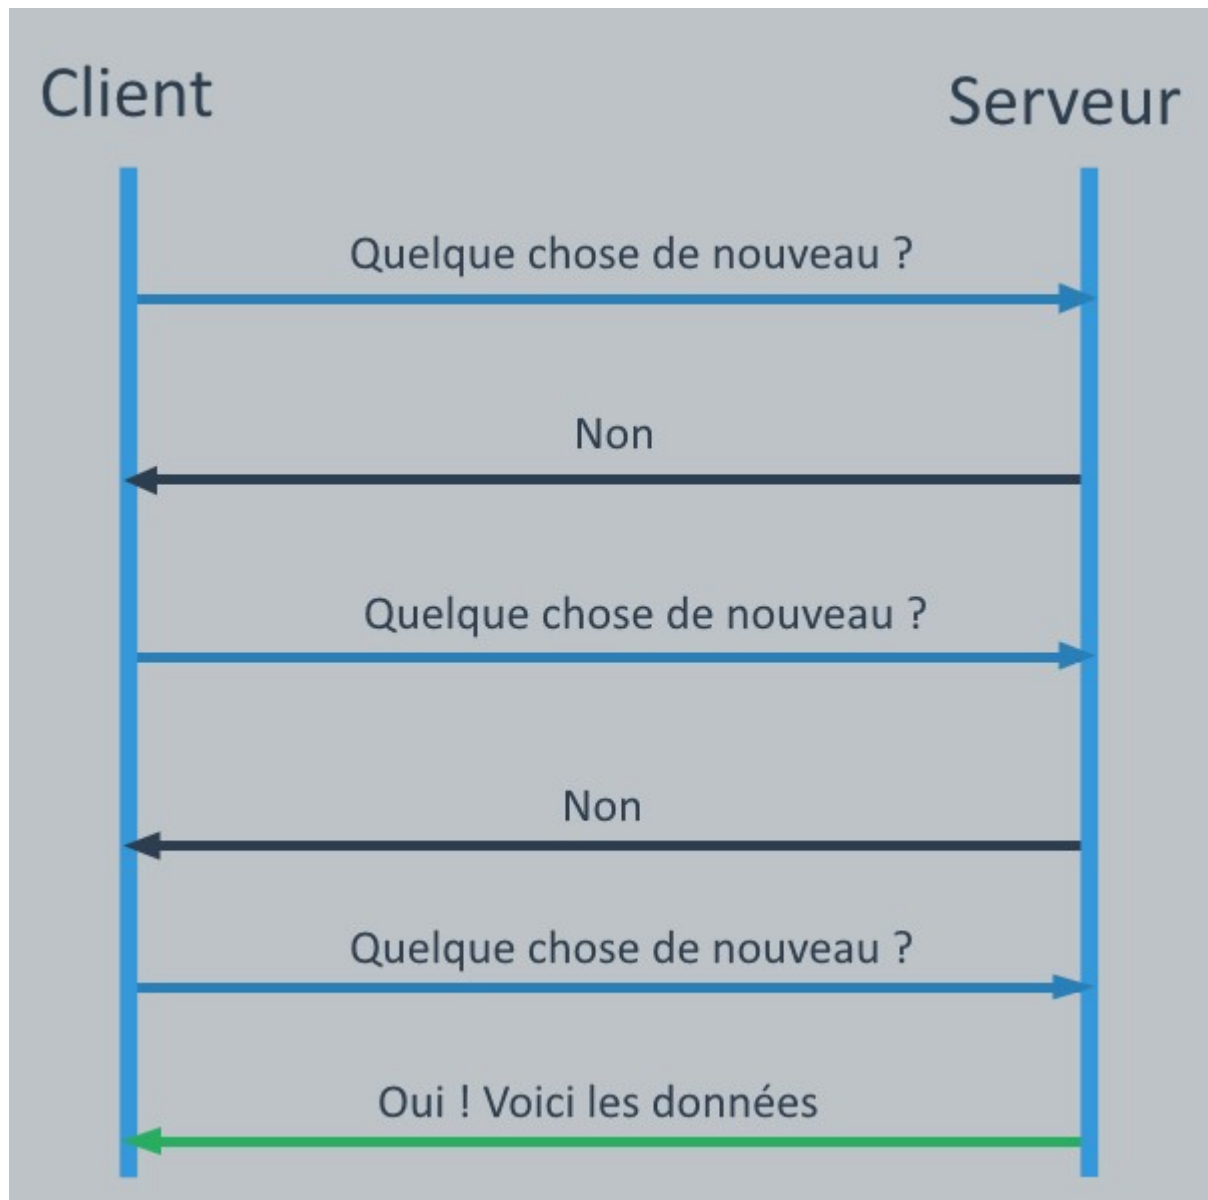 Client
Serveur
Quelque chose de nouveau ?
Non
Quelque chose de nouveau ?
Non
Quelque chose de nouveau ?
Oui ! Voici les données